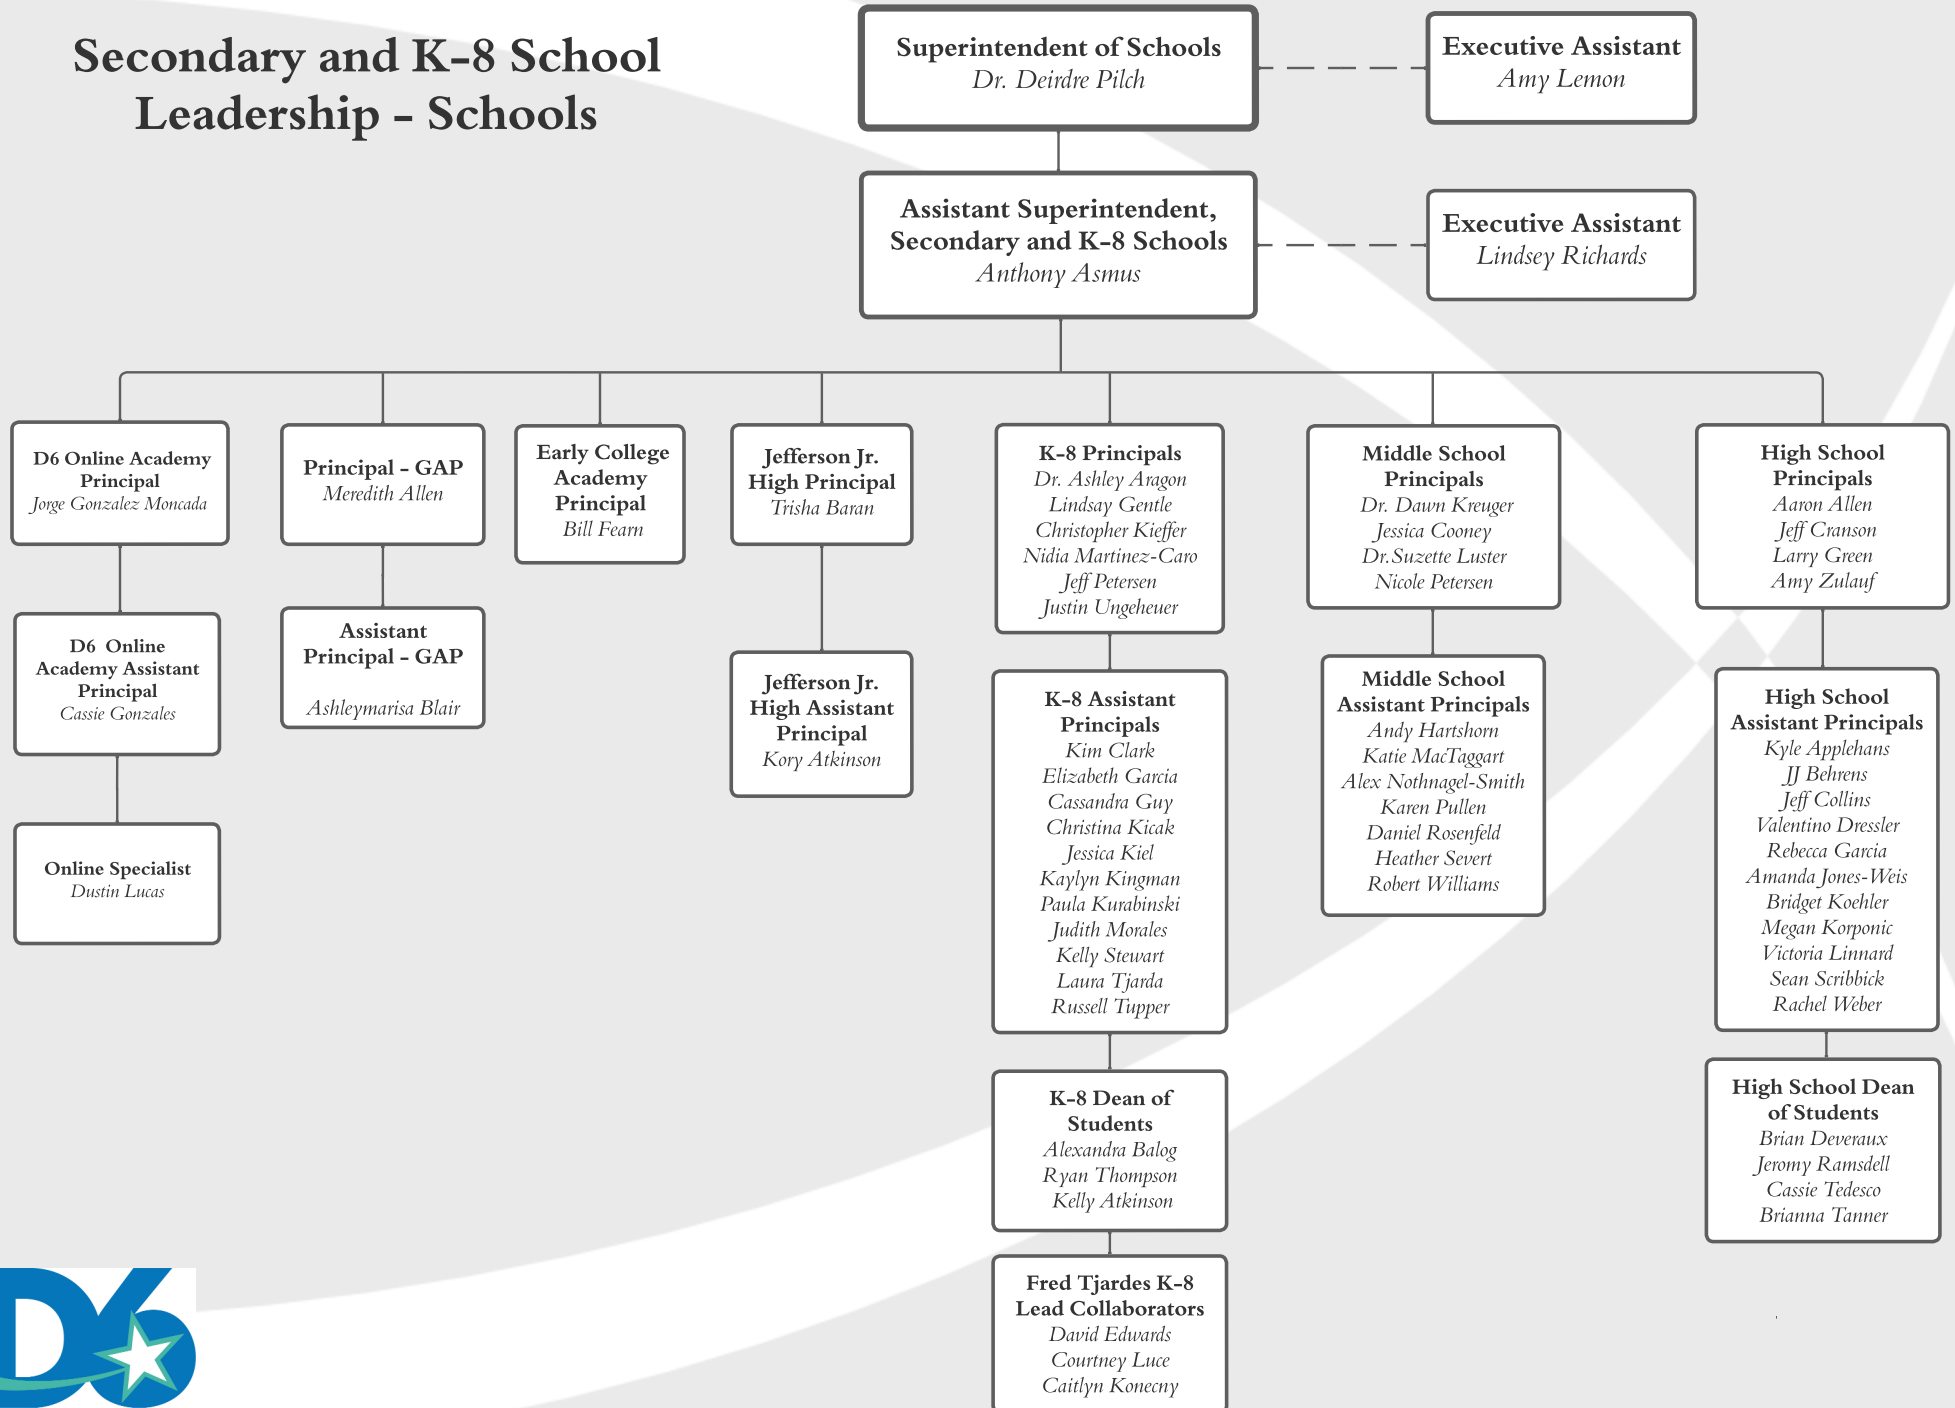 Secondary and K-8 School
Leadership - Schools
Superintendent of Schools
Dr. Deirdre Pilch
Executive Assistant
Amy Lemon
Assistant Superintendent,
Secondary and K-8 Schools
Anthony Asmus
Executive Assistant
Lindsey Richards
D6 Online Academy
Principal
Jorge Gonzalez Moncada
D6 Online
Academy Assistant
Principal
Cassie Gonzales
Online Specialist
Dustin Lucas
Principal - GAP
Meredith Allen
Assistant
Principal - GAP
Ashleymarisa Blair
Early College
Academy
Principal
Bill Fearn
Jefferson Jr.
High Principal
Trisha Baran
Jefferson Jr.
High Assistant
Principal
Kory Atkinson
K-8 Principals
Dr. Ashley Aragon
Lindsay Gentle
Christopher Kieffer
Nidia Martinez-Caro
Jeff Petersen
Justin Ungeheuer
K-8 Assistant
Principals
Kim Clark
Elizabeth Garcia
Cassandra Guy
Christina Kicak
Jessica Kiel
Kaylyn Kingman
Paula Kurabinski
Judith Morales
Kelly Stewart
Laura Tjarda
Russell Tupper
K-8 Dean of
Students
Alexandra Balog
Ryan Thompson
Kelly Atkinson
Fred Tjardes K-8
Lead Collaborators
David Edwards
Courtney Luce
Caitlyn Konecny
Middle School
Principals
Dr. Dawn Kreuger
Jessica Cooney
Dr.Suzette Luster
Nicole Petersen
Middle School
Assistant Principals
Andy Hartshorn
Katie MacTaggart
Alex Nothnagel-Smith
Karen Pullen
Daniel Rosenfeld
Heather Severt
Robert Williams
High School
Principals
Aaron Allen
Jeff Cranson
Larry Green
Amy Zulauf
High School
Assistant Principals
Kyle Applehans
JJ Behrens
Jeff Collins
Valentino Dressler
Rebecca Garcia
Amanda Jones-Weis
Bridget Koehler
Megan Korponic
Victoria Linnard
Sean Scribbick
Rachel Weber
High School Dean
of Students
Brian Deveraux
Jeromy Ramsdell
Cassie Tedesco
Brianna Tanner
D6